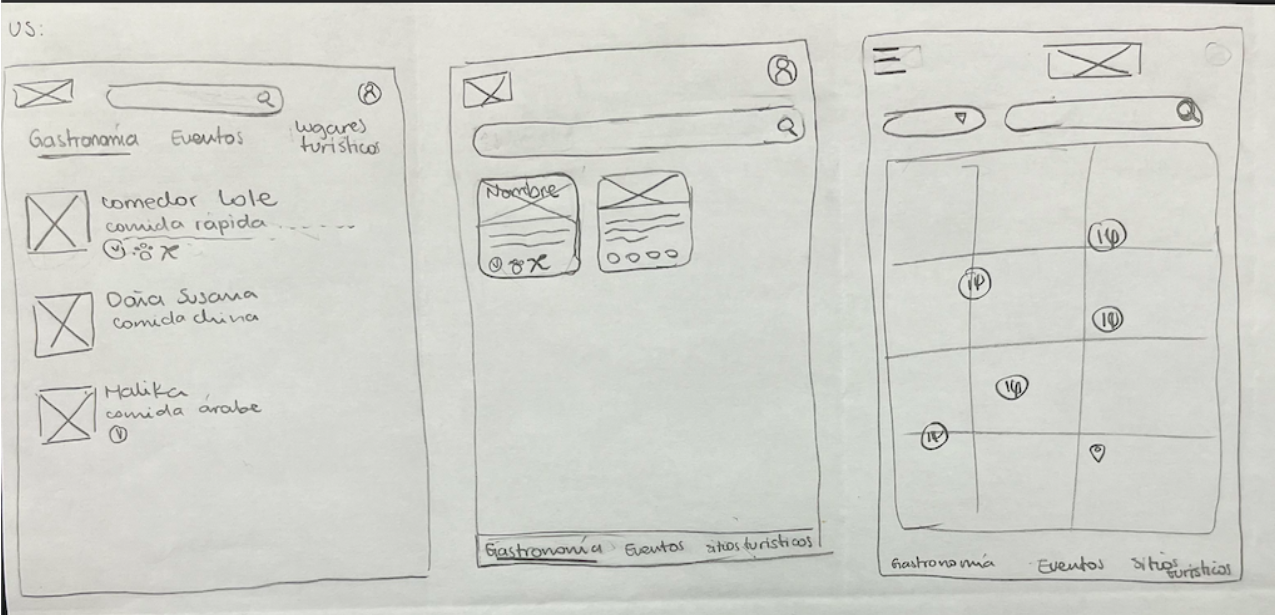 US:
Gastronomía
Eventos
lugares
turísticos
comedor Lole
comida rápida
V
Doña Susana
comida china
Malika
comida árabe
V
Nombre
V
Gastronomía
Eventos
sitios turisticos
Gastronomía
Eventos
Sitios
turisticos